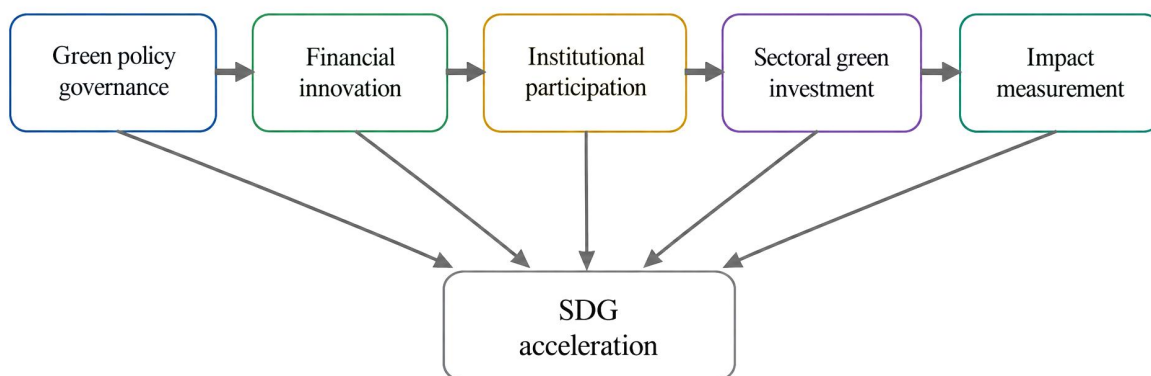 Green policy
governance
Financial
innovation
Institutional
participation
Sectoral green
investment
Impact
measurement
SDG
acceleration